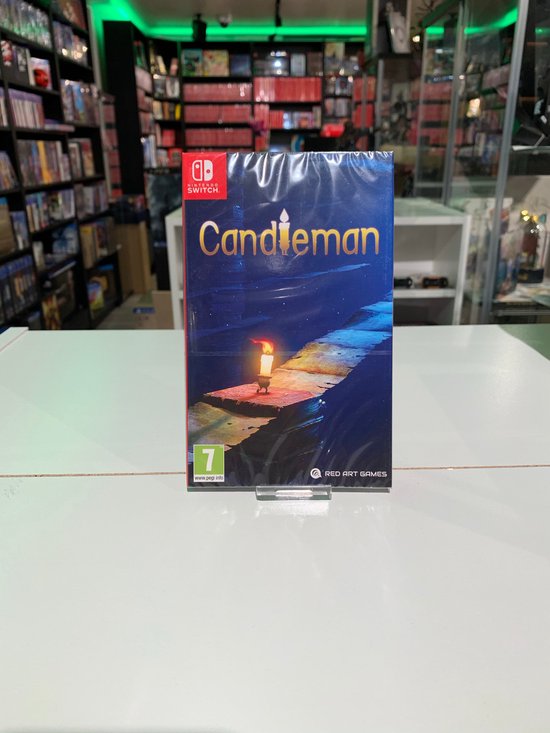 NINTENDO
SWITCH
Candleman
7
www.pegi.info
RED ART GAMES